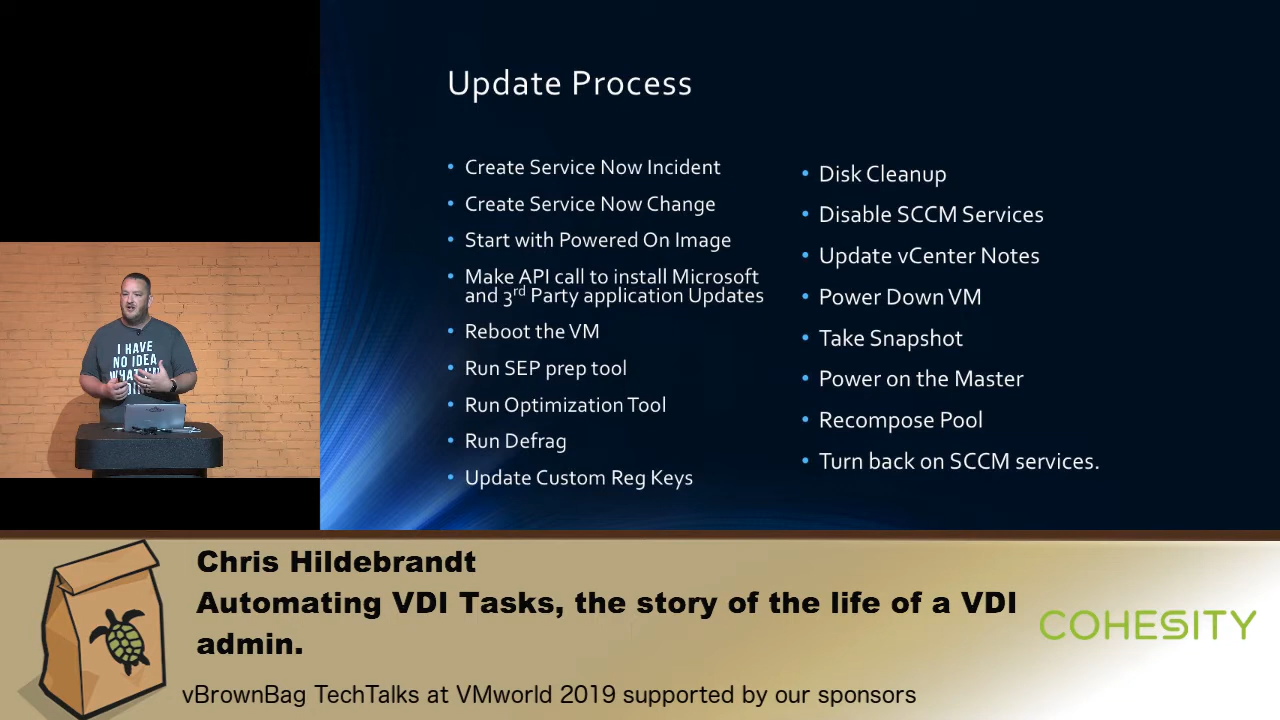 Update Process
• Create Service Now Incident
• Create Service Now Change
• Start with Powered On Image
• Make API call to install Microsoft
and 3rd Party application Updates
• Reboot the VM
• Run SEP prep tool
• Run Optimization Tool
• Run Defrag
• Update Custom Reg Keys
• Disk Cleanup
• Disable SCCM Services
• Update vCenter Notes
• Power Down VM
• Take Snapshot
• Power on the Master
• Recompose Pool
• Turn back on SCCM services.
I HAVE
NO IDEA
Chris Hildebrandt
Automating VDI Tasks, the story of the life of a VDI
admin.
COHESITY
vBrownBag TechTalks at VMworld 2019 supported by our sponsors